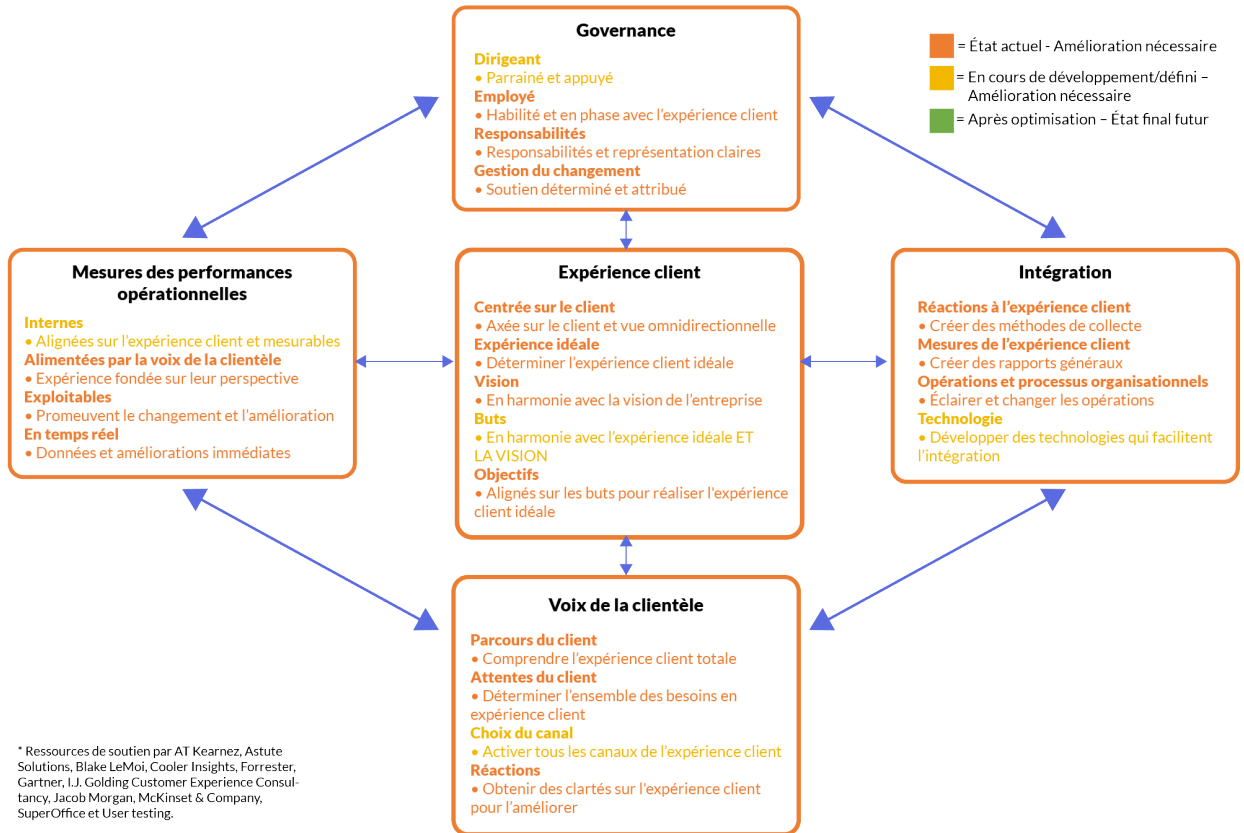 Governance
Dirigeant
• Parrainé et appuyé
Employé
• Habilité et en phase avec l'expérience client
Responsabilités
• Responsabilités et représentation claires
Gestion du changement
• Soutien déterminé et attribué
= État actuel - Amélioration nécessaire
= En cours de développement/défini –
Amélioration nécessaire
= Après optimisation – État final futur
Mesures des performances
opérationnelles
Internes
• Alignées sur l'expérience client et mesurables
Alimentées par la voix de la clientèle
• Expérience fondée sur leur perspective
Exploitables
• Promeuvent le changement et l'amélioration
En temps réel
• Données et améliorations immédiates
Expérience client
Centrée sur le client
• Axée sur le client et vue omnidirectionnelle
Expérience idéale
• Déterminer l'expérience client idéale
Vision
• En harmonie avec la vision de l'entreprise
Buts
• En harmonie avec l'expérience idéale ET
LA VISION
Objectifs
• Alignés sur les buts pour réaliser l'expérience
client idéale
Intégration
Réactions à l'expérience client
• Créer des méthodes de collecte
Mesures de l'expérience client
• Créer des rapports généraux
Opérations et processus organisationnels
• Éclairer et changer les opérations
Technologie
• Développer des technologies qui facilitent
l'intégration
Voix de la clientèle
Parcours du client
• Comprendre l'expérience client totale
Attentes du client
• Déterminer l'ensemble des besoins en
expérience client
Choix du canal
• Activer tous les canaux de l'expérience client
Réactions
• Obtenir des clartés sur l'expérience client
pour l'améliorer
* Ressources de soutien par AT Kearnez, Astute
Solutions, Blake LeMoi, Cooler Insights, Forrester,
Gartner, I.J. Golding Customer Experience Consul-
tancy, Jacob Morgan, McKinset & Company,
SuperOffice et User testing.